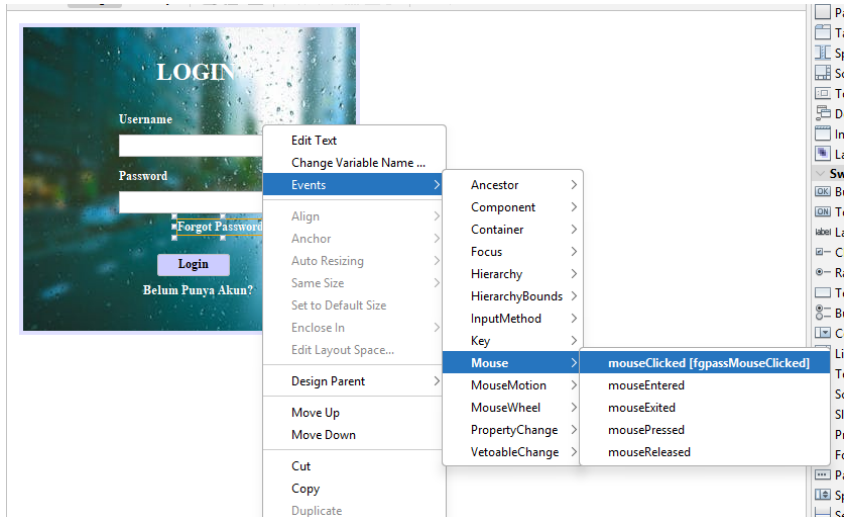 LOGIN
Username
Password
Forgot Password
Login
Belum Punya Akun?
Edit Text
Change Variable Name ...
Events
Align
Anchor
Auto Resizing
Same Size
Set to Default Size
Enclose In
Edit Layout Space...
Design Parent
Move Up
Move Down
Cut
Copy
Duplicate
Ancestor
Component
Container
Focus
Hierarchy
HierarchyBounds
InputMethod
Key
Mouse
MouseMotion
MouseWheel
PropertyChange
VetoableChange
mouseClicked [fgpassMouseClicked]
mouseEntered
mouseExited
mousePressed
mouseReleased
OK
ON
label